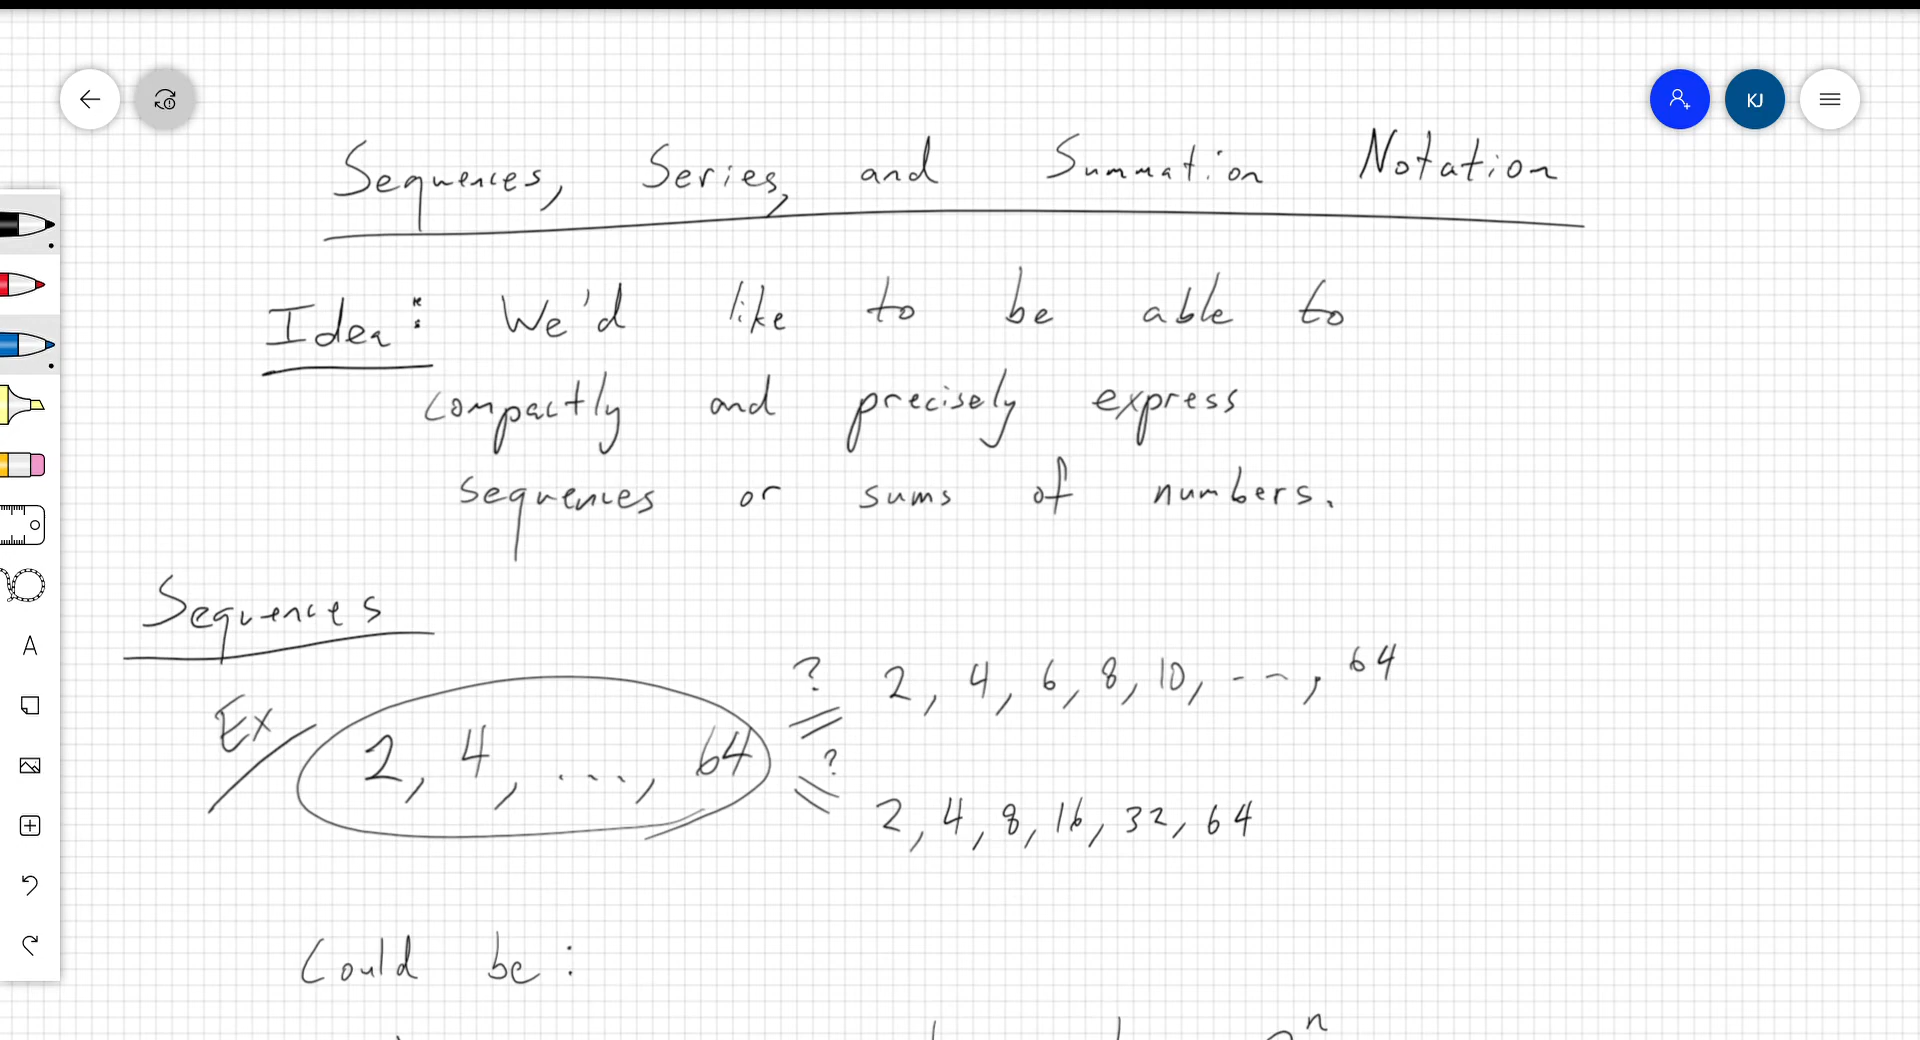 KJ
Sequences, Series, and Summation Notation
Idea: We'd like to be able to
compactly and precisely express
sequences or sums of numbers.
Sequences
A
? 2, 4, 6, 8, 10, ---, 64
Ex/ 2, 4, ..., 64 =
? =
2, 4, 8, 16, 32, 64
Could be:
n